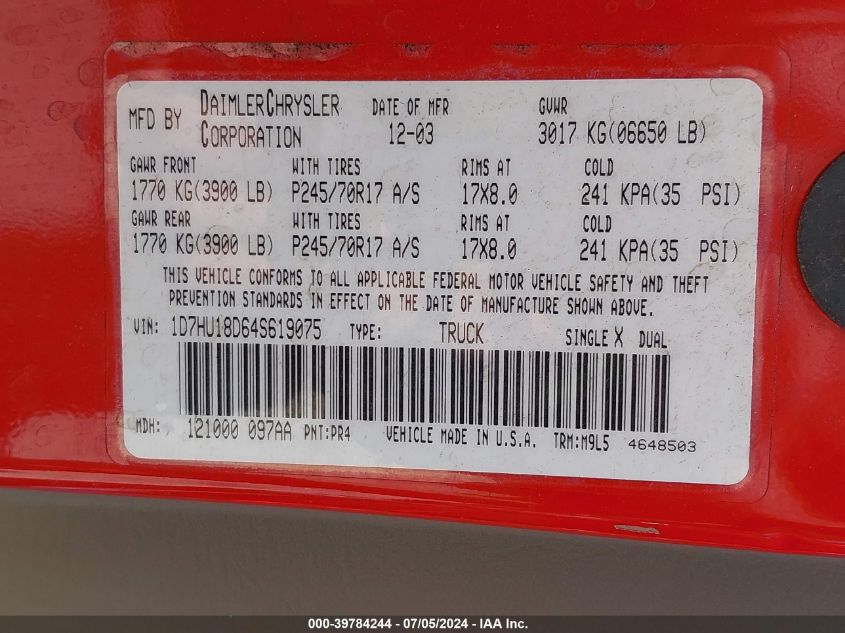 MFD BY DAIMLERCHRYSLER CORPORATION DATE OF MFR 12-03 GVWR 3017 KG(06650 LB)
GAWR FRONT WITH TIRES RIMS AT COLD
1770 KG(3900 LB) P245/70R17 A/S 17X8.0 241 KPA(35 PSI)
GAWR REAR WITH TIRES RIMS AT COLD
1770 KG(3900 LB) P245/70R17 A/S 17X8.0 241 KPA(35 PSI)
THIS VEHICLE CONFORMS TO ALL APPLICABLE FEDERAL MOTOR VEHICLE SAFETY AND THEFT
PREVENTION STANDARDS IN EFFECT ON THE DATE OF MANUFACTURE SHOWN ABOVE.
VIN: 1D7HU18D64S619075 TYPE: TRUCK SINGLE X DUAL
MDH: 121000 097AA PNT:PR4 VEHICLE MADE IN U.S.A. TRM:M9L5 4648503
000-39784244 - 07/05/2024 - IAA Inc.